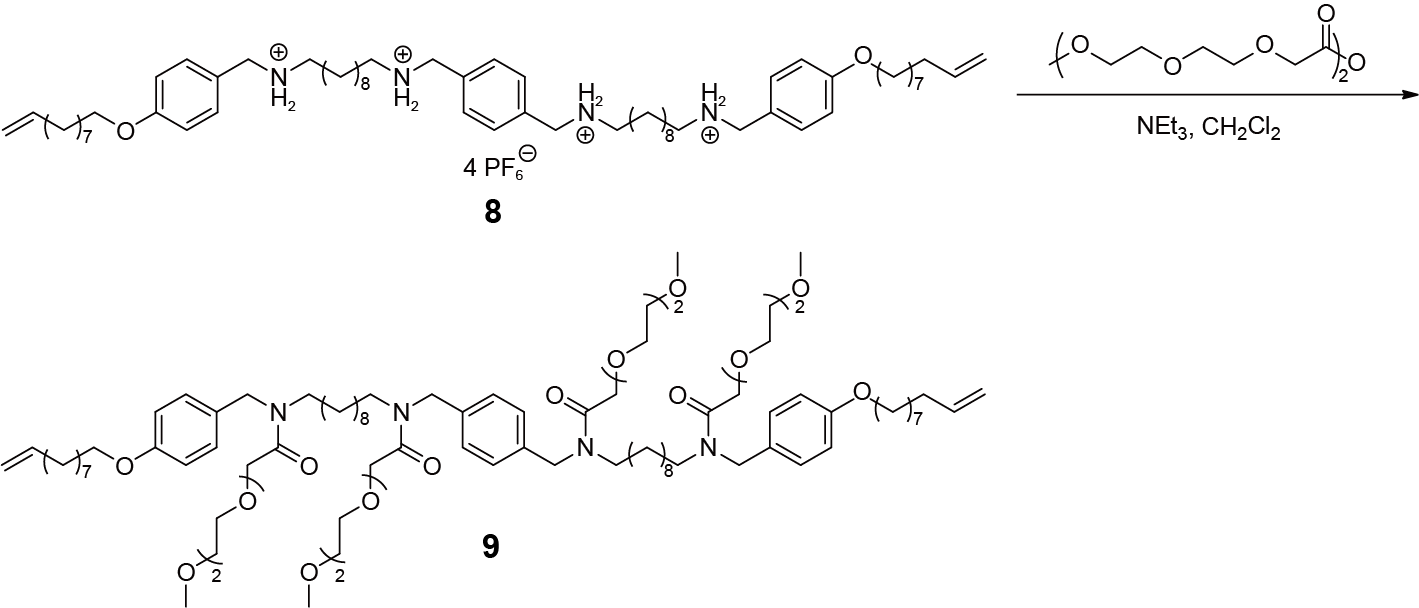 O O O O
O ( )₂O
⊕ ⊕
N N
H₂ H₂
( )₈
NEt₃, CH₂Cl₂
H₂ H₂
N N
⊕ ⊕
( )₈
O ( )₇
( )₇ O
4 PF₆⊖
8
O O
( )₂ ( )₂
O O
O O
N N ( )₈
O ( )₇
N N ( )₈
( )₇ O
O O
O O
( )₂ ( )₂
O O
9